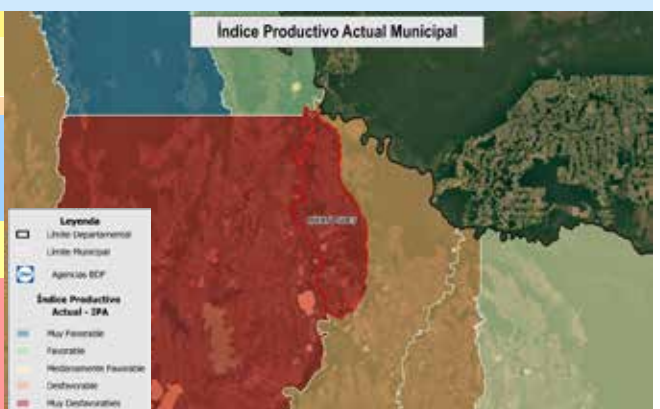 Índice Productivo Actual Municipal
Leyenda
Límite Departamental
Límite Municipal
Agencias BDP
Índice Productivo
Actual - IPA
Muy Favorable
Favorable
Medianamente Favorable
Desfavorable
Muy Desfavorables